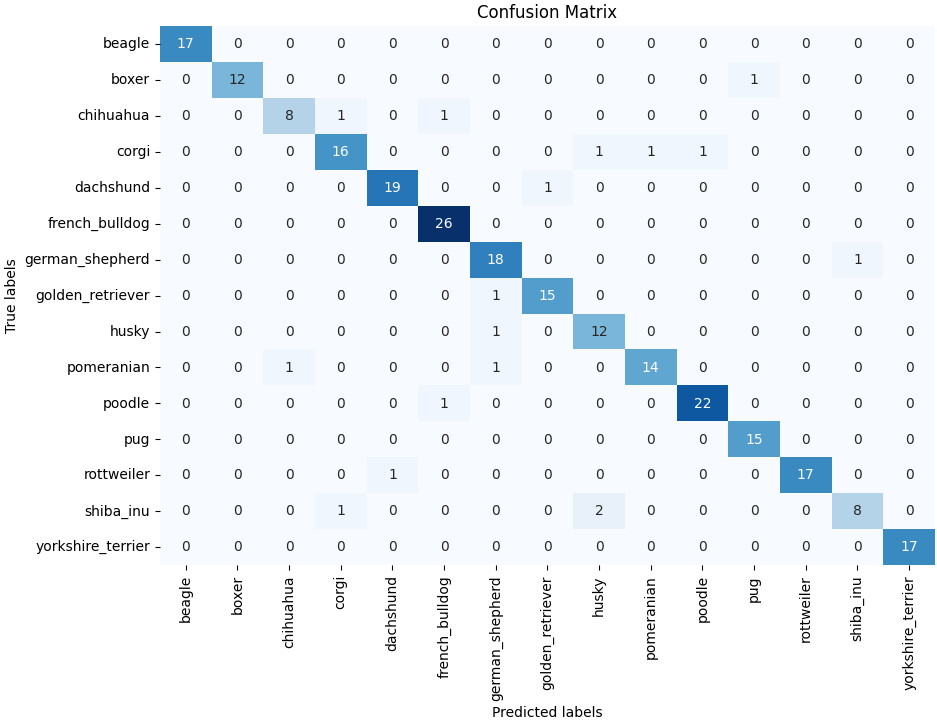 Confusion Matrix
True labels
beagle 17 0 0 0 0 0 0 0 0 0 0 0 0 0 0
boxer 0 12 0 0 0 0 0 0 0 0 0 1 0 0 0
chihuahua 0 0 8 1 0 1 0 0 0 0 0 0 0 0 0
corgi 0 0 0 16 0 0 0 0 1 1 1 0 0 0 0
dachshund 0 0 0 0 19 0 0 1 0 0 0 0 0 0 0
french_bulldog 0 0 0 0 0 26 0 0 0 0 0 0 0 0 0
german_shepherd 0 0 0 0 0 0 18 0 0 0 0 0 0 1 0
golden_retriever 0 0 0 0 0 0 1 15 0 0 0 0 0 0 0
husky 0 0 0 0 0 0 1 0 12 0 0 0 0 0 0
pomeranian 0 0 1 0 0 0 1 0 0 14 0 0 0 0 0
poodle 0 0 0 0 0 1 0 0 0 0 22 0 0 0 0
pug 0 0 0 0 0 0 0 0 0 0 0 15 0 0 0
rottweiler 0 0 0 0 1 0 0 0 0 0 0 0 17 0 0
shiba_inu 0 0 0 1 0 0 0 0 2 0 0 0 0 8 0
yorkshire_terrier 0 0 0 0 0 0 0 0 0 0 0 0 0 0 17
beagle
boxer
chihuahua
corgi
dachshund
french_bulldog
german_shepherd
golden_retriever
husky
pomeranian
poodle
pug
rottweiler
shiba_inu
yorkshire_terrier
Predicted labels